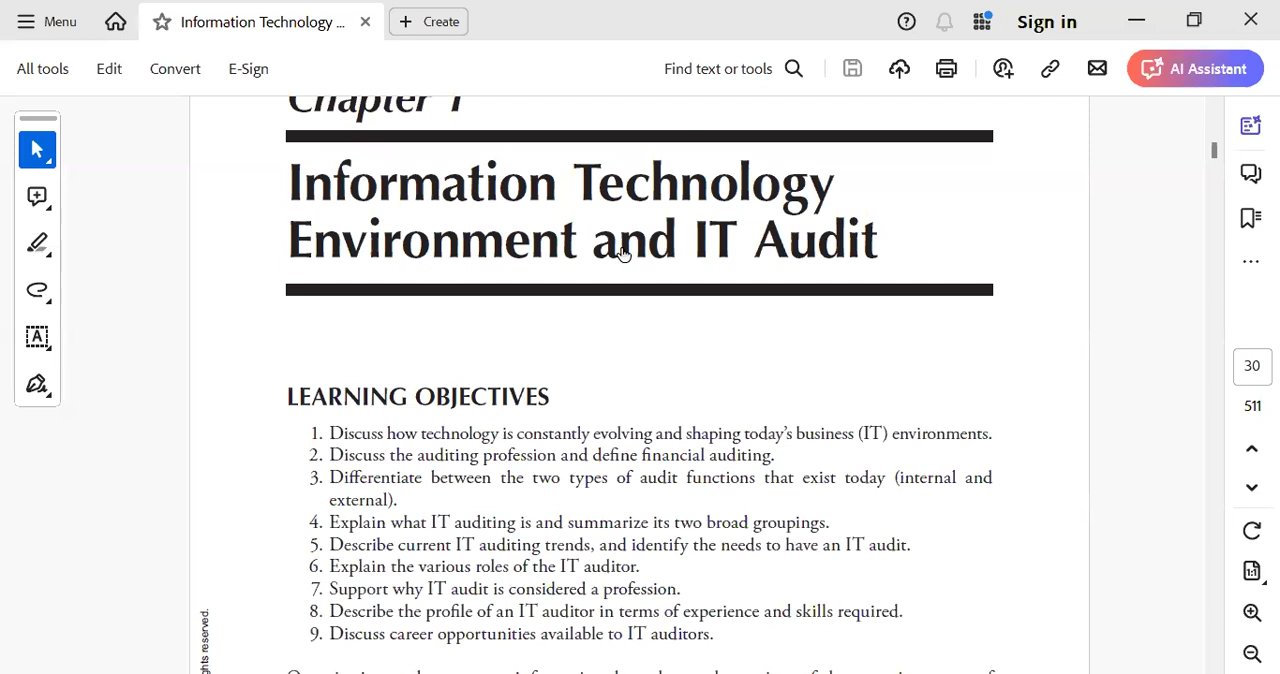 Menu
Information Technology ...
Create
Sign in
All tools
Edit
Convert
E-Sign
Find text or tools
AI Assistant
Chapter 1
Information Technology
Environment and IT Audit
LEARNING OBJECTIVES
1. Discuss how technology is constantly evolving and shaping today's business (IT) environments.
2. Discuss the auditing profession and define financial auditing.
3. Differentiate between the two types of audit functions that exist today (internal and
external).
4. Explain what IT auditing is and summarize its two broad groupings.
5. Describe current IT auditing trends, and identify the needs to have an IT audit.
6. Explain the various roles of the IT auditor.
7. Support why IT audit is considered a profession.
8. Describe the profile of an IT auditor in terms of experience and skills required.
9. Discuss career opportunities available to IT auditors.
ghts reserved.
30
511
1:1